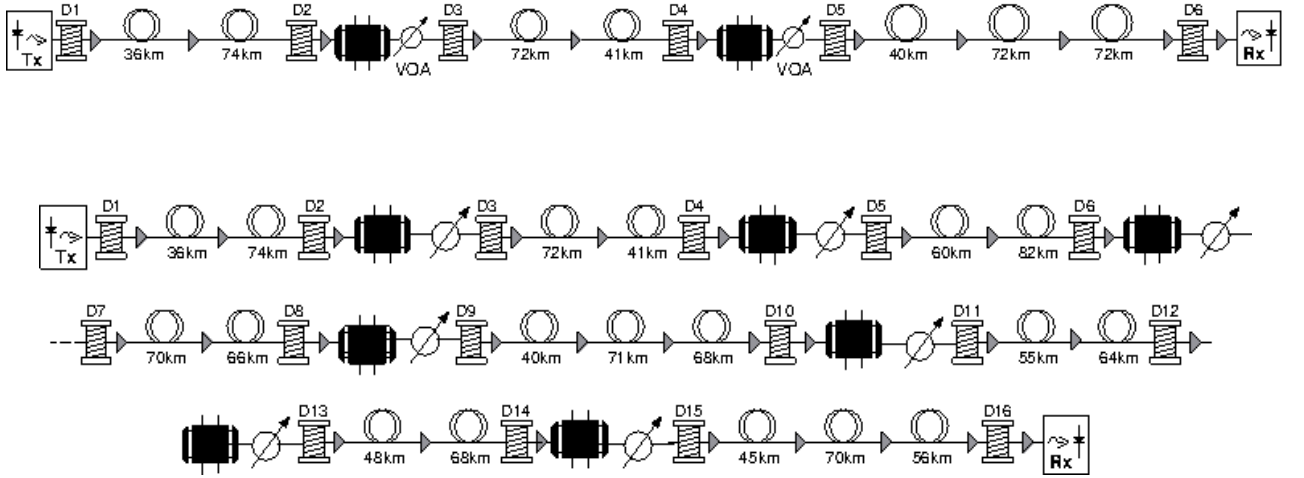 D1 D2 D3 D4 D5 D6
Tx Rx
36km 74km 72km 41km 40km 72km 72km
VOA VOA
D1 D2 D3 D4 D5 D6
Tx
36km 74km 72km 41km 60km 82km
D7 D8 D9 D10 D11 D12
70km 66km 40km 71km 68km 55km 64km
D13 D14 D15 D16
48km 68km 45km 70km 56km
Rx